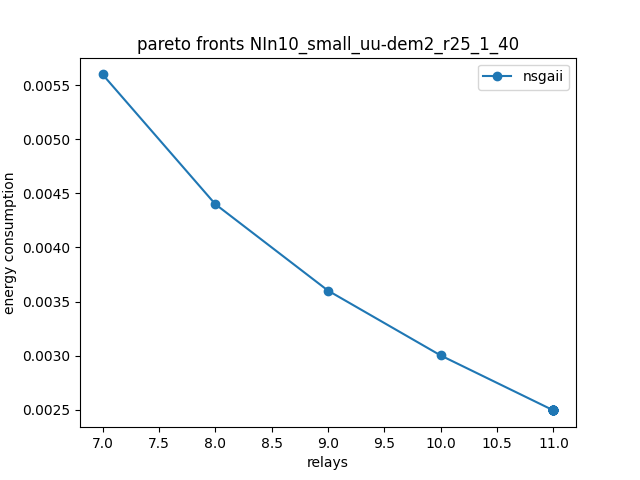 pareto fronts NIn10_small_uu-dem2_r25_1_40
nsgaii
energy consumption
0.0055
0.0050
0.0045
0.0040
0.0035
0.0030
0.0025
7.0 7.5 8.0 8.5 9.0 9.5 10.0 10.5 11.0
relays